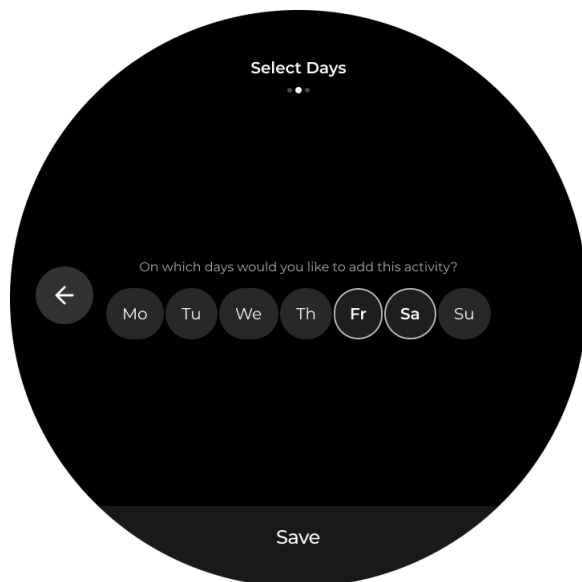 Select Days
On which days would you like to add this activity?
Mo Tu We Th Fr Sa Su
Save